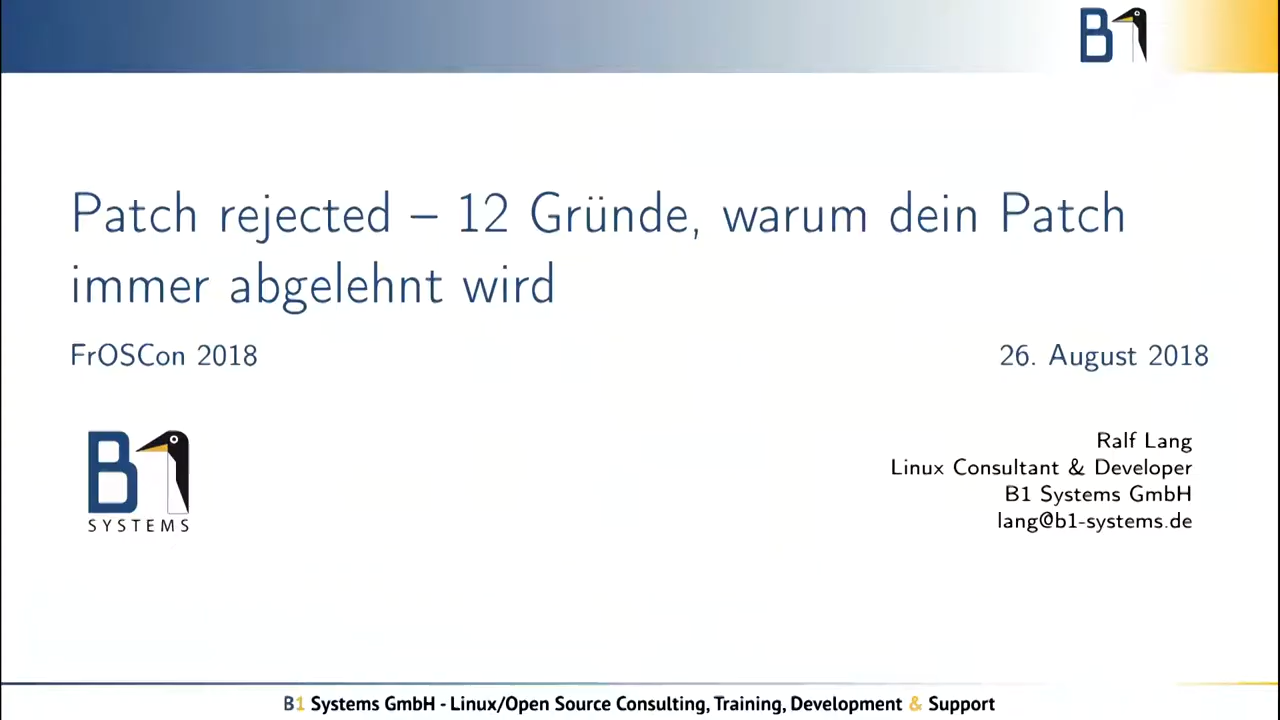 B1
Patch rejected – 12 Gründe, warum dein Patch
immer abgelehnt wird
FrOSCon 2018
26. August 2018
B1
SYSTEMS
Ralf Lang
Linux Consultant & Developer
B1 Systems GmbH
lang@b1-systems.de
B1 Systems GmbH - Linux/Open Source Consulting, Training, Development & Support